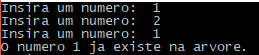 Insira um numero:  1
Insira um numero:  2
Insira um numero:  1
O numero 1 ja existe na arvore.